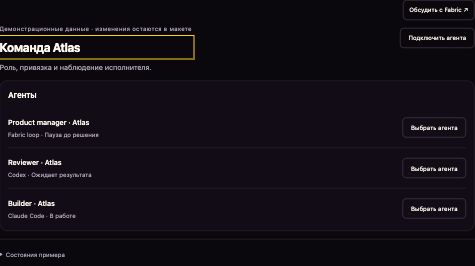 Обсудить с Fabric ↗
Демонстрационные данные · изменения остаются в макете
Подключить агента
Команда Atlas
Роль, привязка и наблюдение исполнителя.
Агенты
Product manager · Atlas
Fabric loop · Пауза до решения
Выбрать агента
Reviewer · Atlas
Codex · Ожидает результата
Выбрать агента
Builder · Atlas
Claude Code · В работе
Выбрать агента
Состояния примера